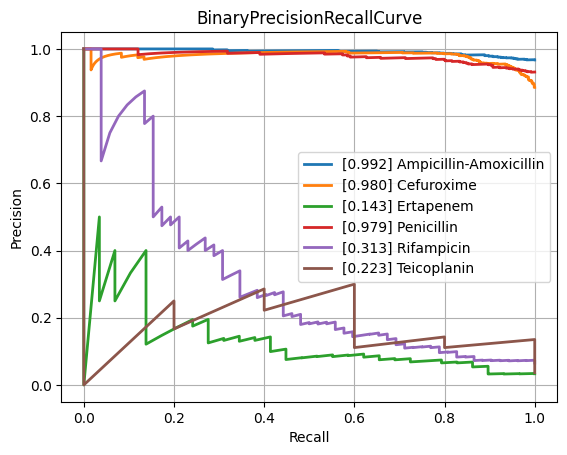 BinaryPrecisionRecallCurve
1.0
0.8
0.6
0.4
0.2
0.0
Precision
[0.992] Ampicillin-Amoxicillin
[0.980] Cefuroxime
[0.143] Ertapenem
[0.979] Penicillin
[0.313] Rifampicin
[0.223] Teicoplanin
0.0 0.2 0.4 0.6 0.8 1.0
Recall